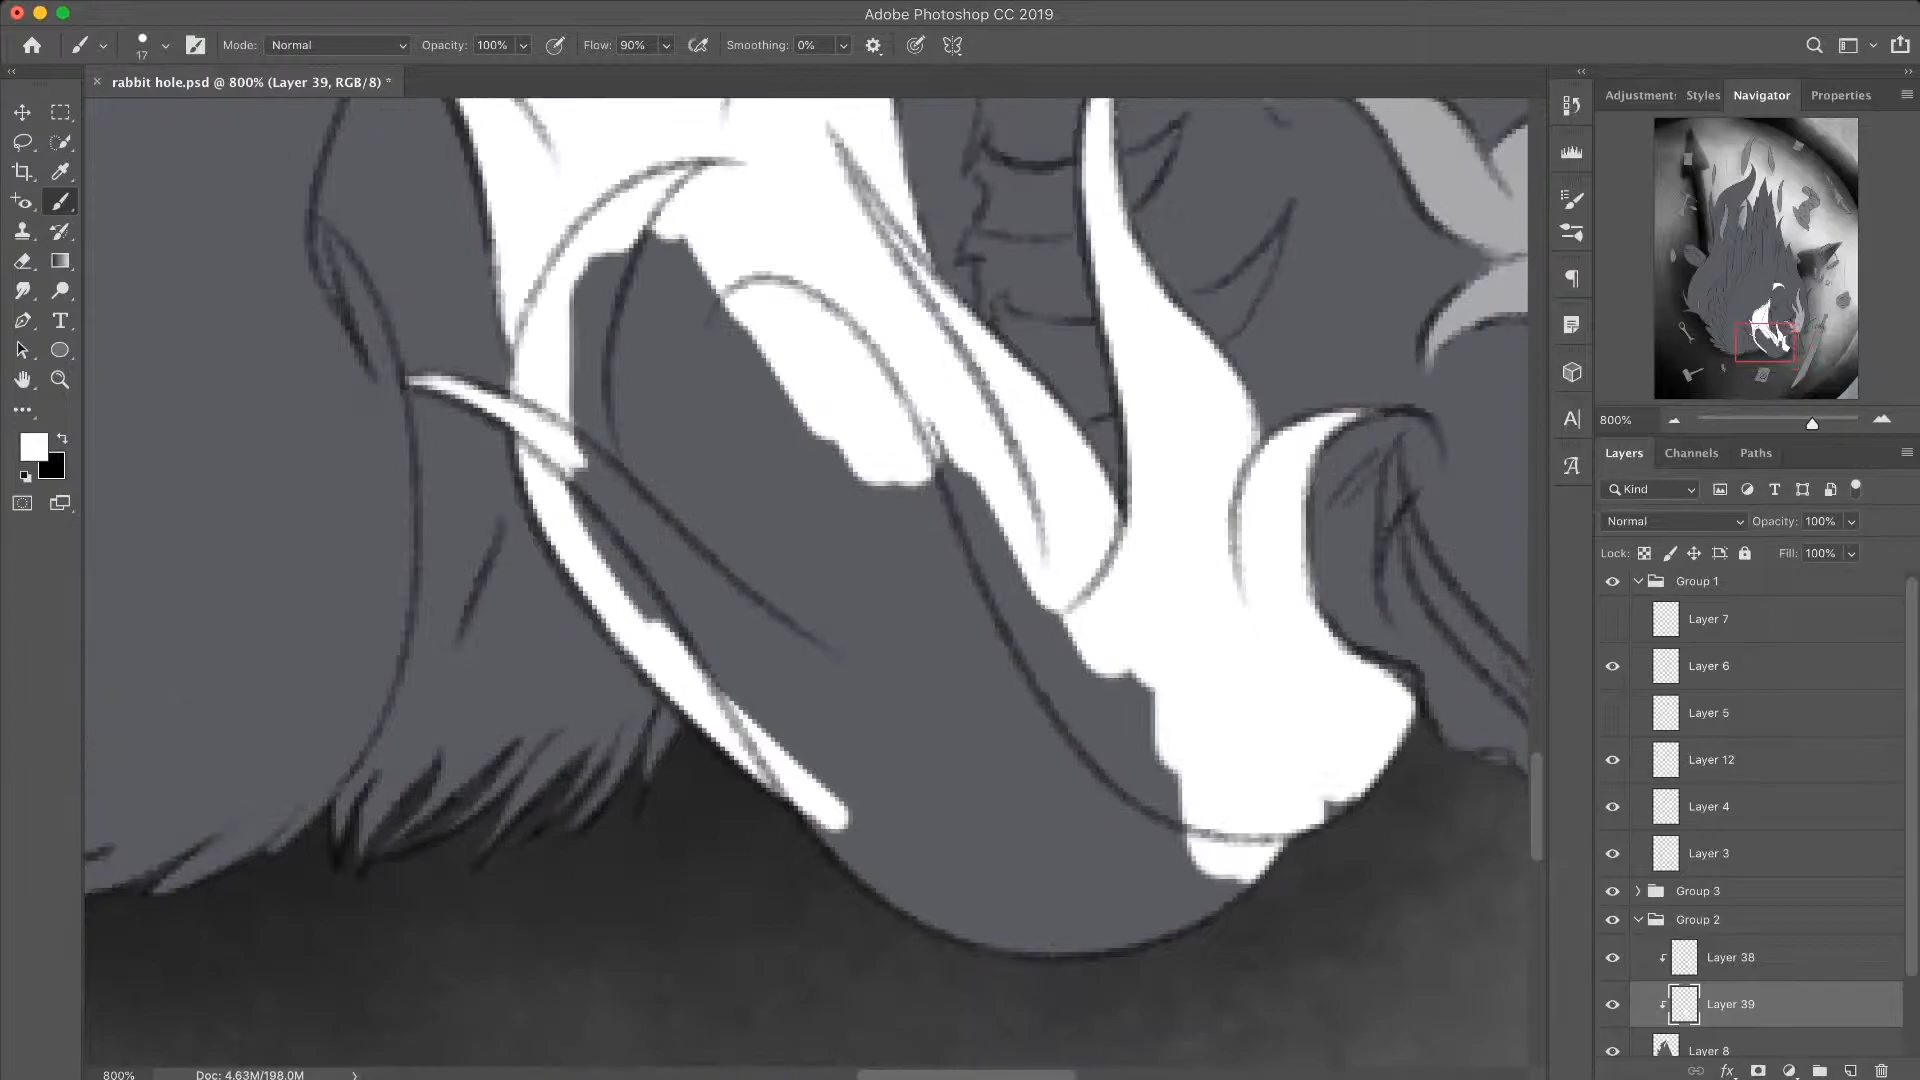 Adobe Photoshop CC 2019
17
Mode: Normal
Opacity: 100%
Flow: 90%
Smoothing: 0%
rabbit hole.psd @ 800% (Layer 39, RGB/8) *
Adjustment: Styles Navigator Properties
800%
Layers Channels Paths
Kind
Normal
Opacity: 100%
Lock:
Fill: 100%
Group 1
Layer 7
Layer 6
Layer 5
Layer 12
Layer 4
Layer 3
Group 3
Group 2
Layer 38
Layer 39
Layer 8
fx
800%
Doc: 4.63M/198.0M